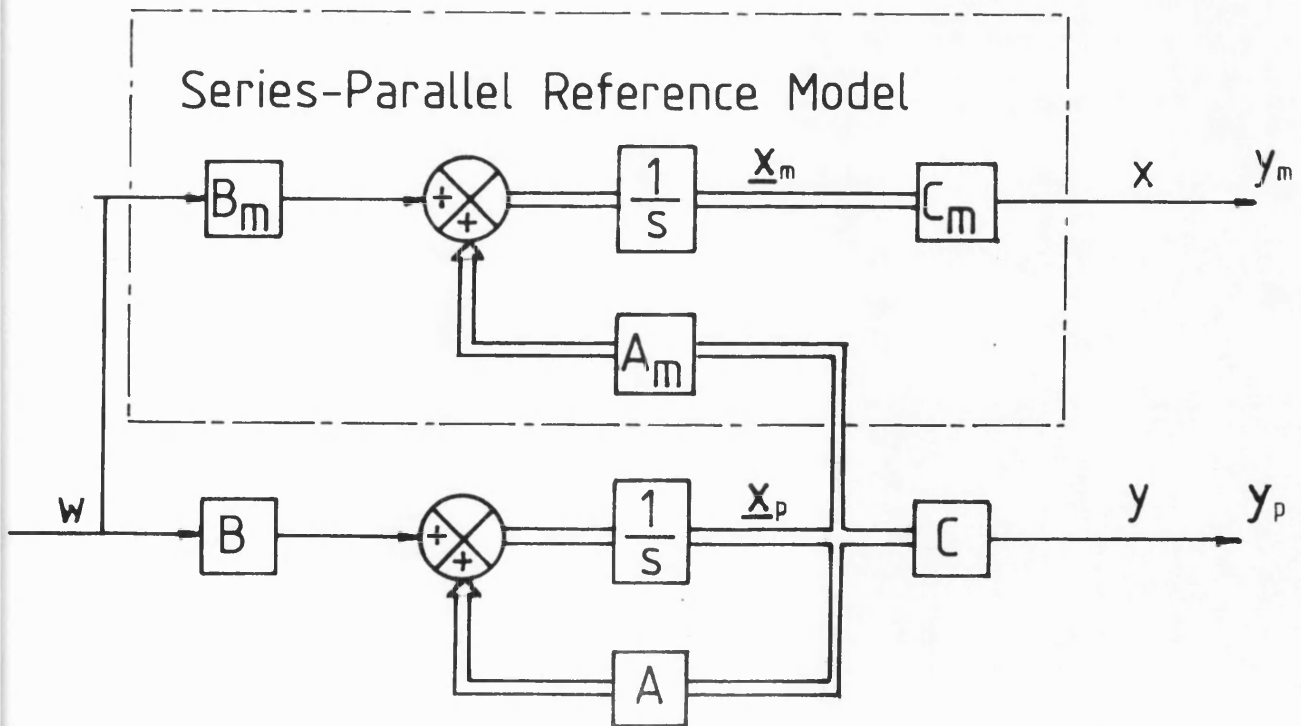 Series-Parallel Reference Model
B_m
÷
+
1/s
x_m
C_m
x
y_m
A_m
w
B
÷
+
1/s
x_p
C
y
y_p
A